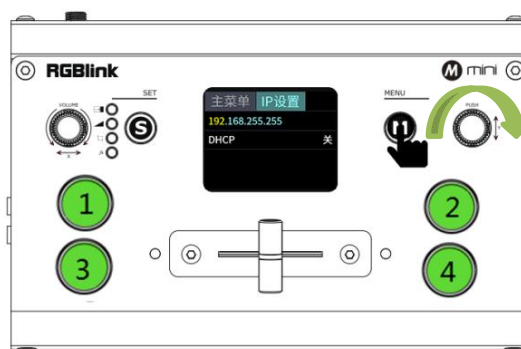 RGBlink
mini
VOLUME
SET
S
主菜单 IP设置
192.168.255.255
DHCP 关
MENU
PUSH
1
2
3
4